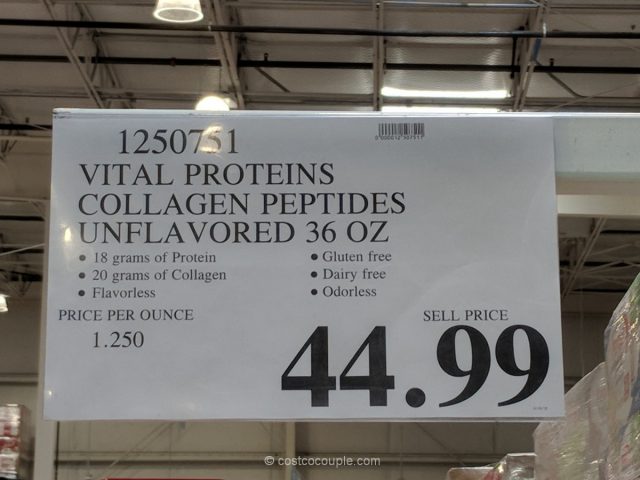 1250751
VITAL PROTEINS
COLLAGEN PEPTIDES
UNFLAVORED 36 OZ
• 18 grams of Protein
• 20 grams of Collagen
• Flavorless
• Gluten free
• Dairy free
• Odorless
PRICE PER OUNCE
1.250
SELL PRICE
44.99
© costcocouple.com